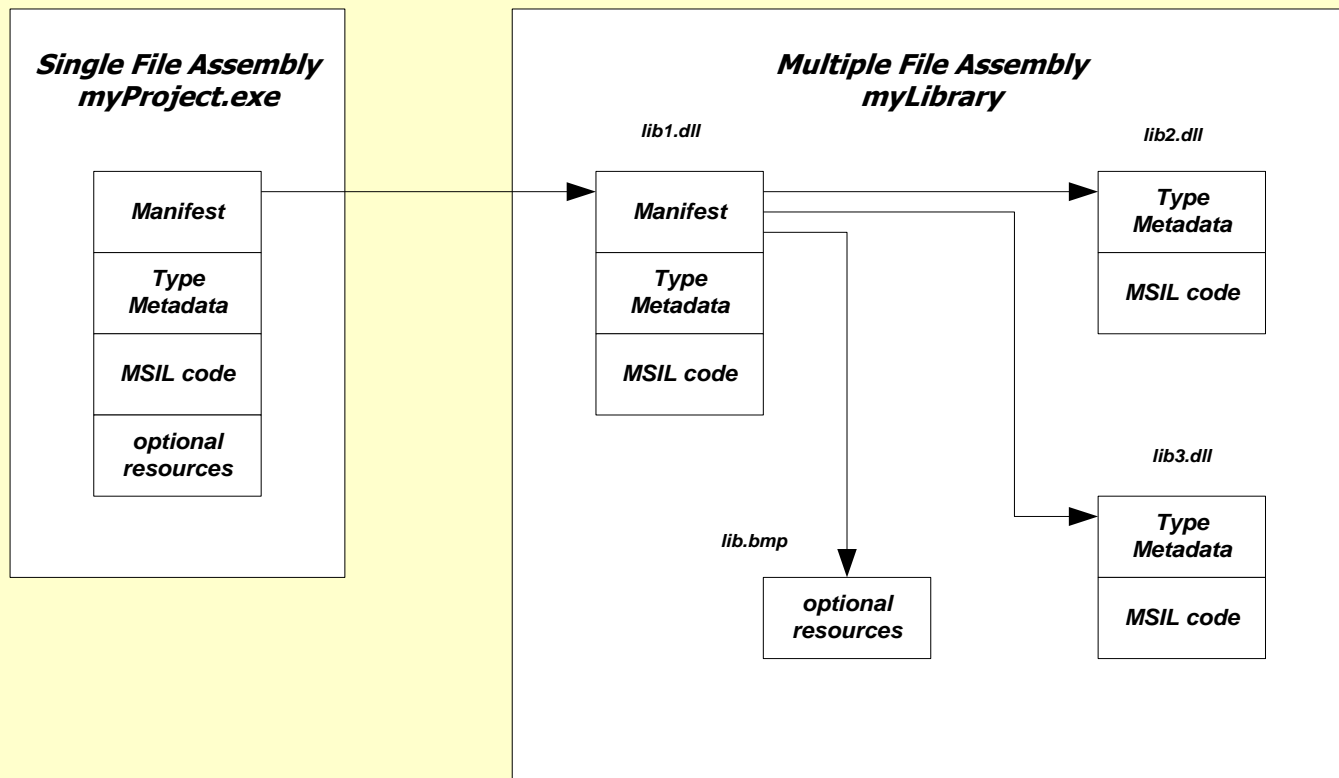 Single File Assembly
myProject.exe
Manifest
Type
Metadata
MSIL code
optional
resources
Multiple File Assembly
myLibrary
lib1.dll
Manifest
Type
Metadata
MSIL code
lib2.dll
Type
Metadata
MSIL code
lib3.dll
Type
Metadata
MSIL code
lib.bmp
optional
resources